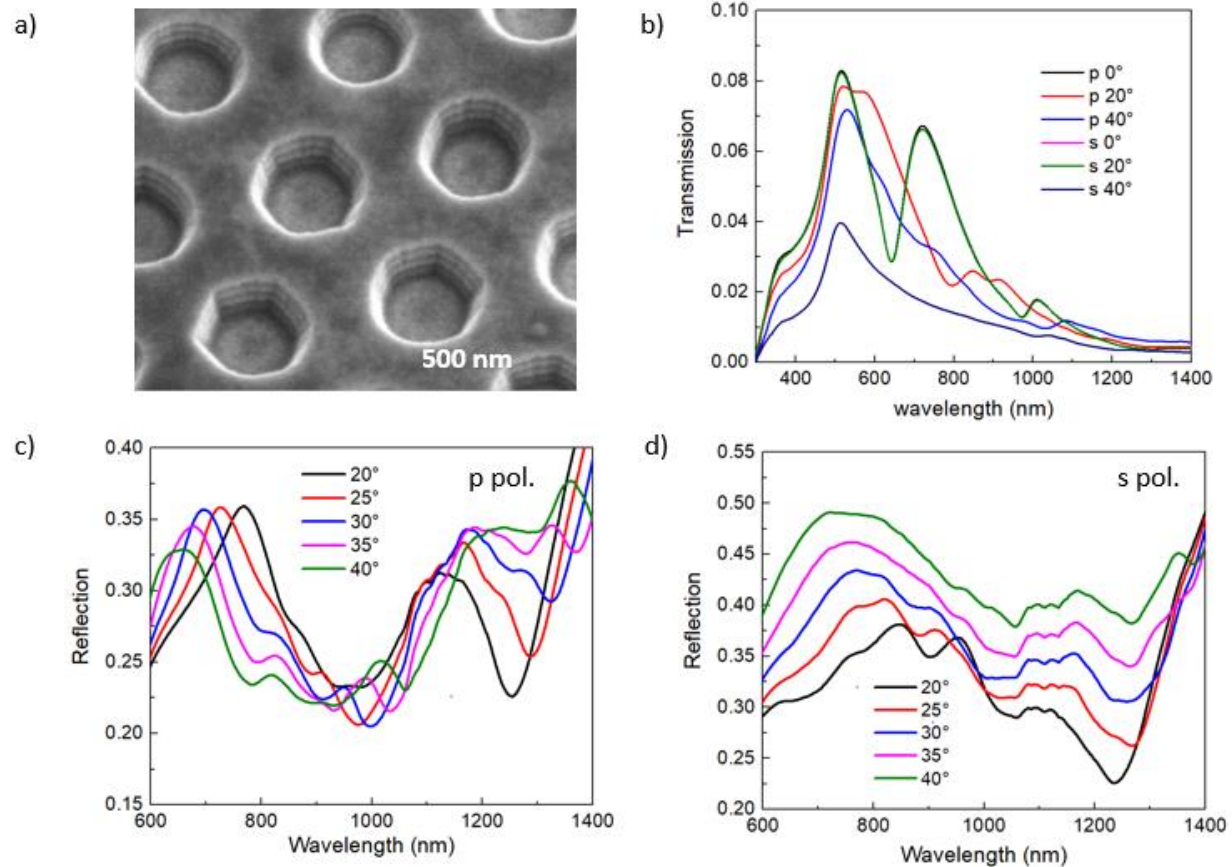 a)
500 nm
b)
0.10
0.08
0.06
0.04
0.02
0.00
Transmission
p 0°
p 20°
p 40°
s 0°
s 20°
s 40°
400 600 800 1000 1200 1400
wavelength (nm)
c)
0.40
0.35
0.30
0.25
0.20
0.15
Reflection
20°
25°
30°
35°
40°
p pol.
600 800 1000 1200 1400
Wavelength (nm)
d)
0.55
0.50
0.45
0.40
0.35
0.30
0.25
0.20
Reflection
s pol.
20°
25°
30°
35°
40°
600 800 1000 1200 1400
Wavelength (nm)